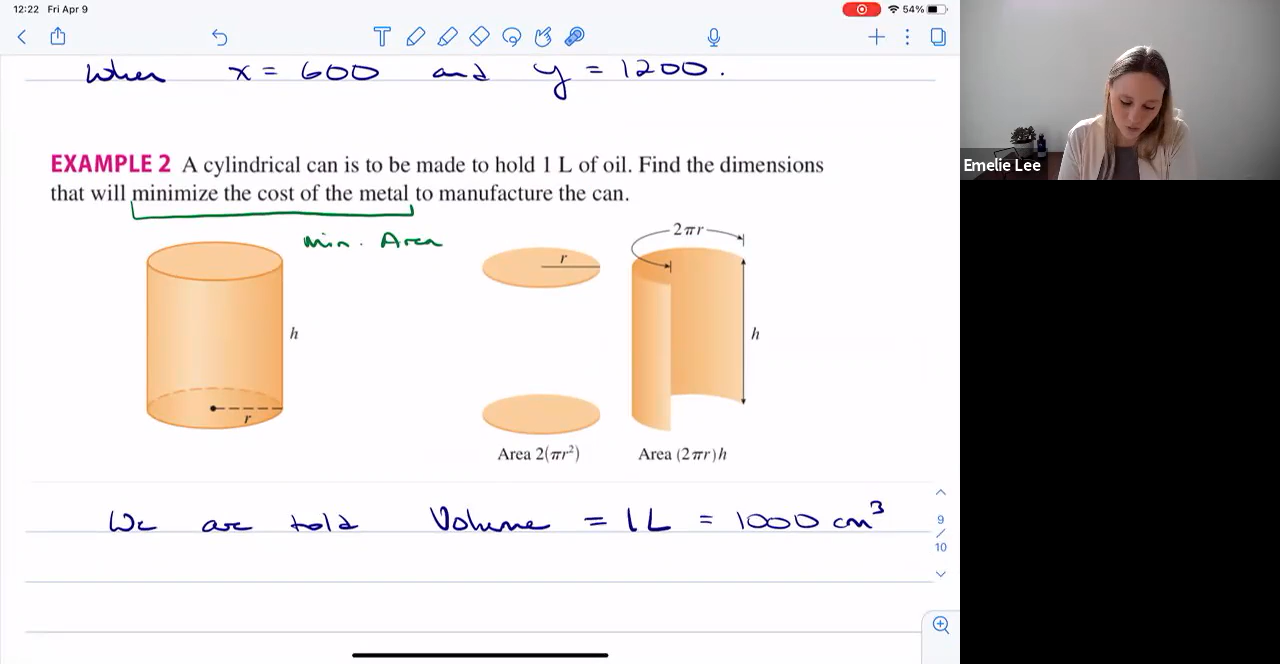 12:22 Fri Apr 9
54%
When x = 600 and y = 1200.
EXAMPLE 2 A cylindrical can is to be made to hold 1 L of oil. Find the dimensions
that will minimize the cost of the metal to manufacture the can.
Min. Area
h
r
r
2πr
h
Area 2(πr²)
Area (2πr)h
We are told Volume = 1L = 1000 cm³
9
10
Emelie Lee